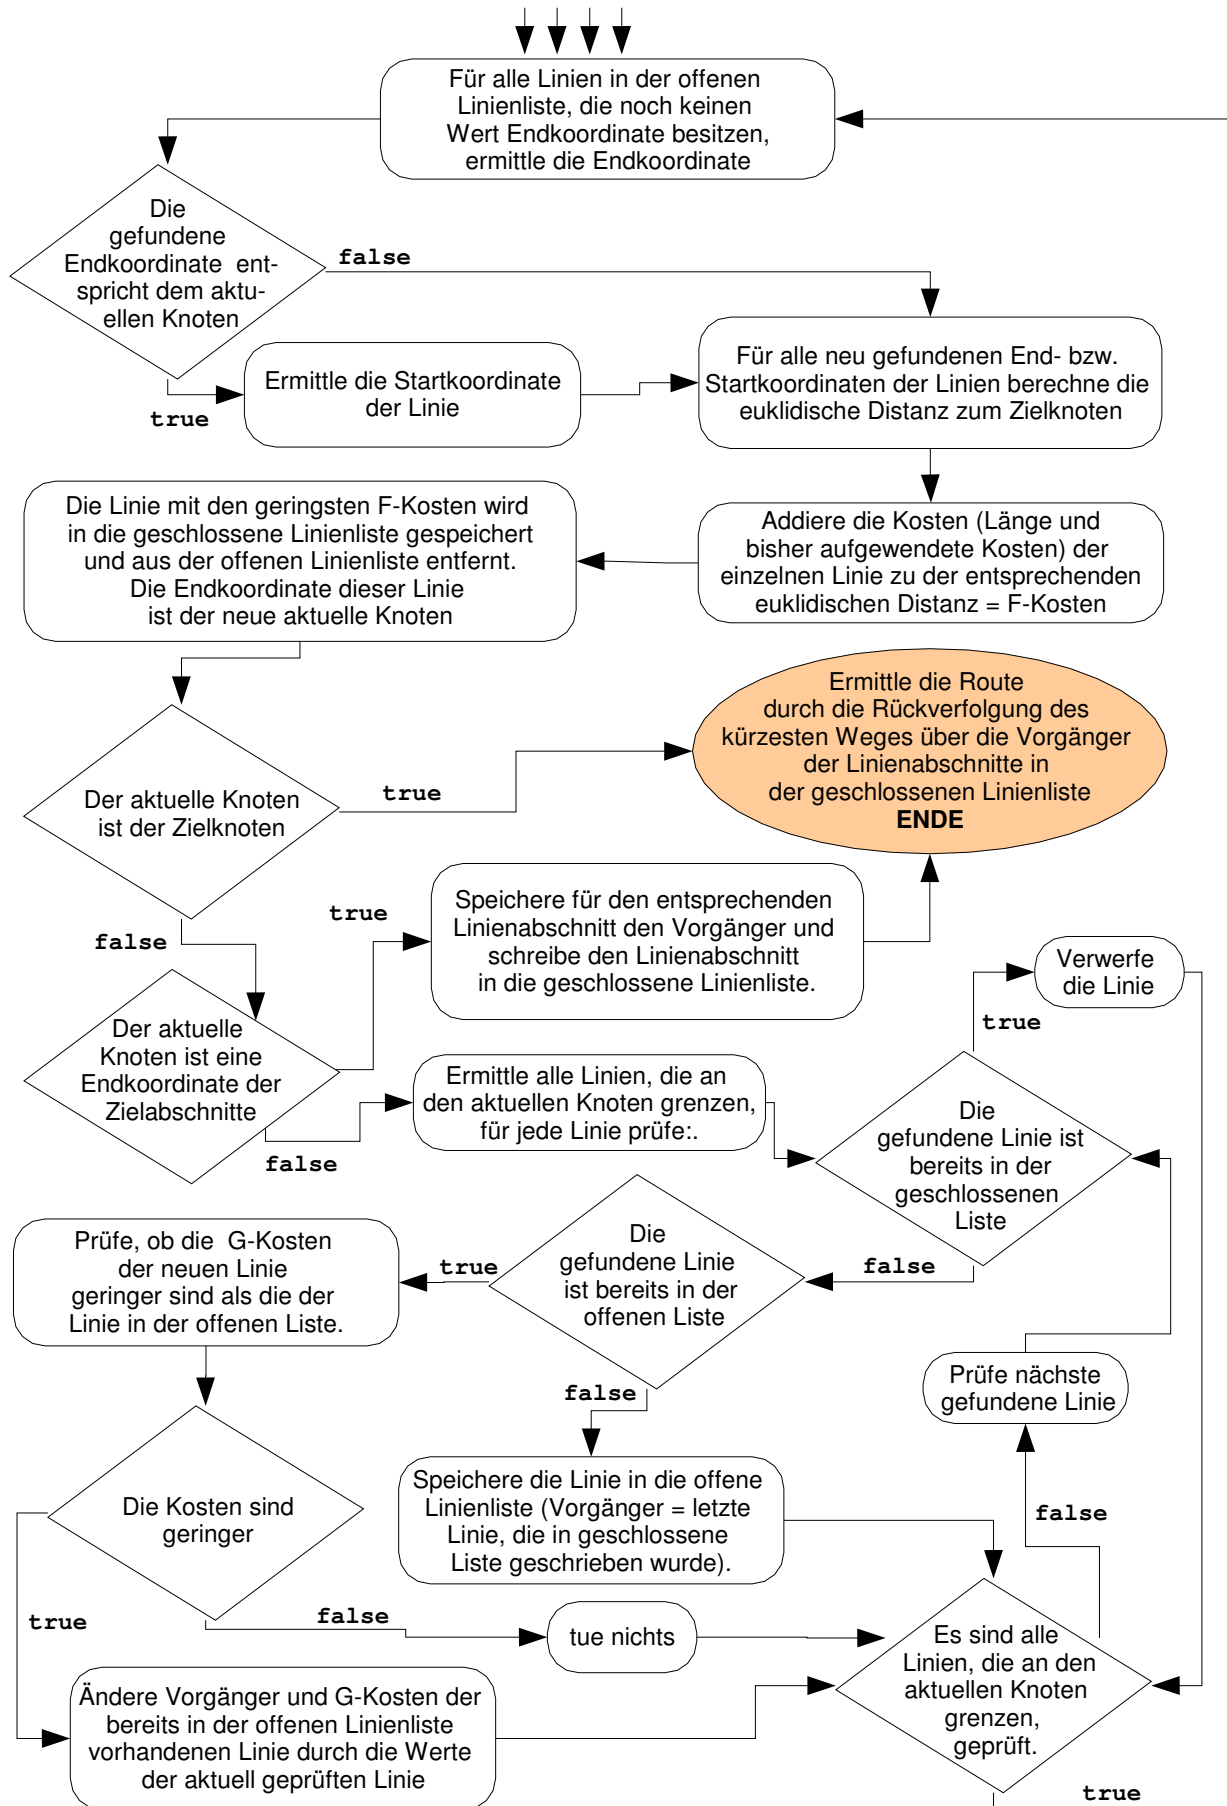 Für alle Linien in der offenen
Linienliste, die noch keinen
Wert Endkoordinate besitzen,
ermittle die Endkoordinate
Die
gefundene
Endkoordinate ent-
spricht dem aktu-
ellen Knoten
false
true
Ermittle die Startkoordinate
der Linie
Für alle neu gefundenen End- bzw.
Startkoordinaten der Linien berechne die
euklidische Distanz zum Zielknoten
Die Linie mit den geringsten F-Kosten wird
in die geschlossene Linienliste gespeichert
und aus der offenen Linienliste entfernt.
Die Endkoordinate dieser Linie
ist der neue aktuelle Knoten
Addiere die Kosten (Länge und
bisher aufgewendete Kosten) der
einzelnen Linie zu der entsprechenden
euklidischen Distanz = F-Kosten
Ermittle die Route
durch die Rückverfolgung des
kürzesten Weges über die Vorgänger
der Linienabschnitte in
der geschlossenen Linienliste
ENDE
Der aktuelle Knoten
ist der Zielknoten
true
false
true
Speichere für den entsprechenden
Linienabschnitt den Vorgänger und
schreibe den Linienabschnitt
in die geschlossene Linienliste.
Verwerfe
die Linie
true
Der aktuelle
Knoten ist eine
Endkoordinate der
Zielabschnitte
false
Ermittle alle Linien, die an
den aktuellen Knoten grenzen,
für jede Linie prüfe:.
Die
gefundene Linie ist
bereits in der
geschlossenen
Liste
false
Die
gefundene Linie
ist bereits in der
offenen Liste
true
false
Prüfe, ob die G-Kosten
der neuen Linie
geringer sind als die der
Linie in der offenen Liste.
Prüfe nächste
gefundene Linie
false
Die Kosten sind
geringer
true
false
Speichere die Linie in die offene
Linienliste (Vorgänger = letzte
Linie, die in geschlossene
Liste geschrieben wurde).
tue nichts
Es sind alle
Linien, die an den
aktuellen Knoten
grenzen,
geprüft.
true
Ändere Vorgänger und G-Kosten der
bereits in der offenen Linienliste
vorhandenen Linie durch die Werte
der aktuell geprüften Linie